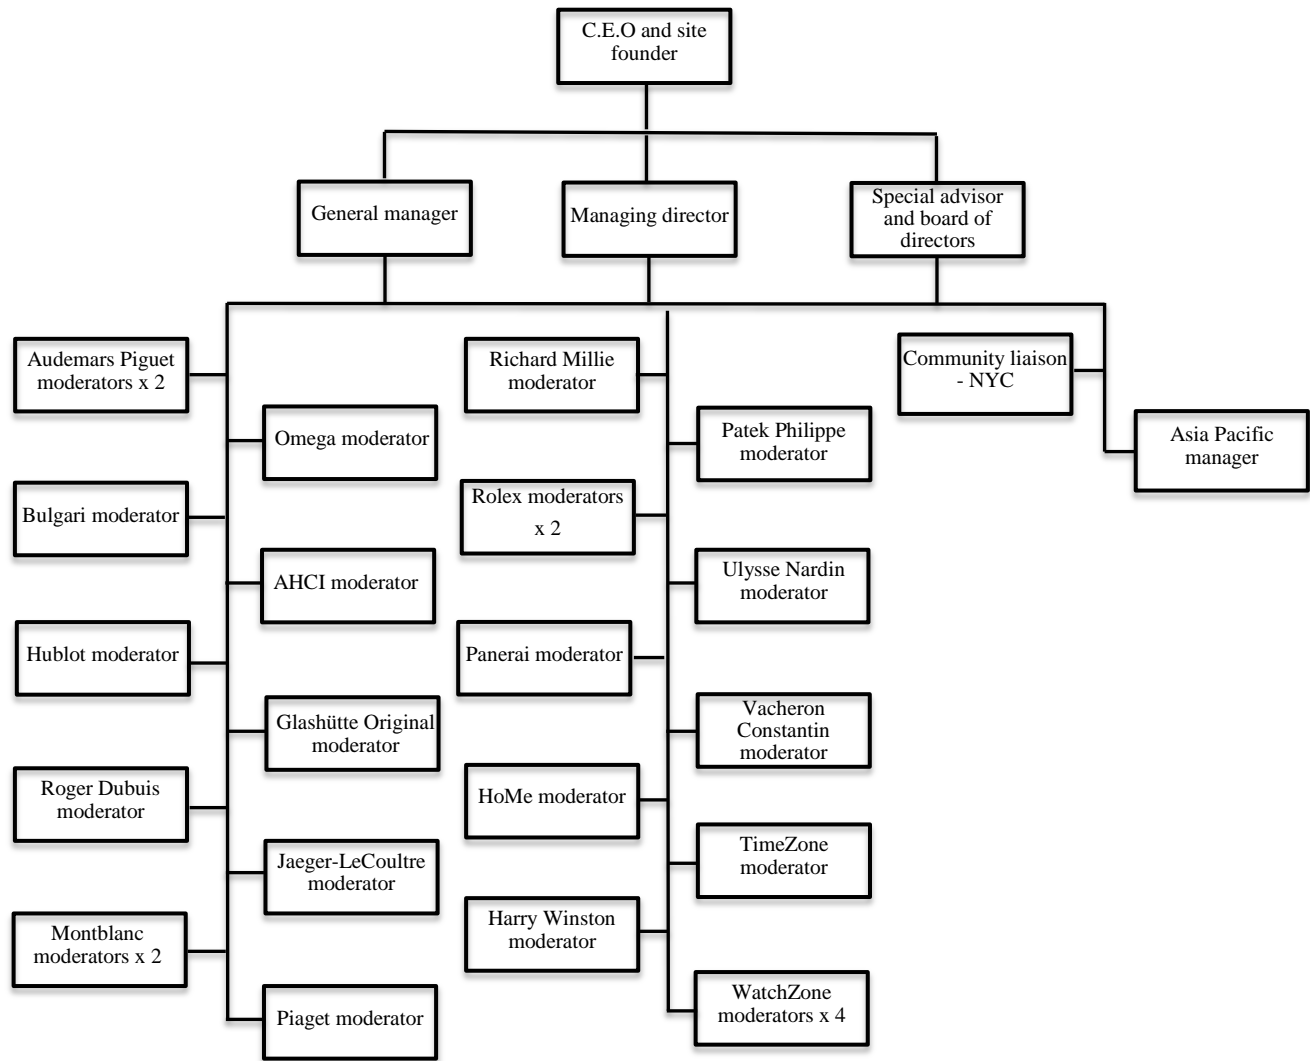 C.E.O and site
founder
General manager
Managing director
Special advisor
and board of
directors
Audemars Piguet
moderators x 2
Omega moderator
Bulgari moderator
AHCI moderator
Hublot moderator
Glashütte Original
moderator
Roger Dubuis
moderator
Jaeger-LeCoultre
moderator
Montblanc
moderators x 2
Piaget moderator
Richard Millie
moderator
Patek Philippe
moderator
Rolex moderators
x 2
Ulysse Nardin
moderator
Panerai moderator
Vacheron
Constantin
moderator
HoMe moderator
TimeZone
moderator
Harry Winston
moderator
WatchZone
moderators x 4
Community liaison
- NYC
Asia Pacific
manager